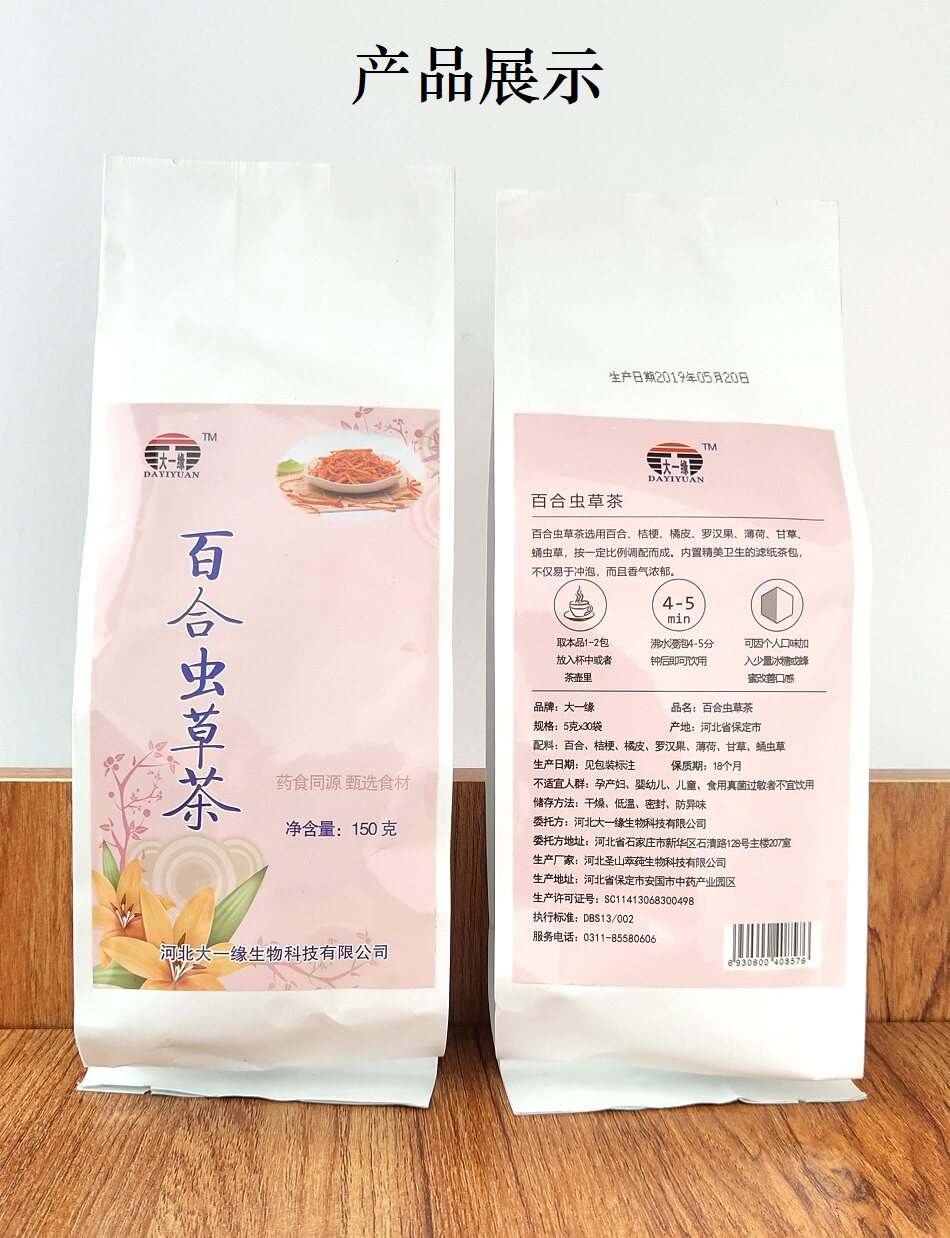 产品展示
大一缘
TM
DAYIYUAN
百合虫草茶
药食同源 甄选食材
净含量：150 克
河北大一缘生物科技有限公司
生产日期2019年05月20日
大一缘
TM
DAYIYUAN
百合虫草茶
百合虫草茶选用百合、桔梗、橘皮、罗汉果、薄荷、甘草、
蛹虫草，按一定比例调配而成。内置精美卫生的滤纸茶包，
不仅易于冲泡，而且香气浓郁。
4-5
min
取本品1-2包
放入杯中或者
茶壶里
沸水浸泡4-5分
钟后即可饮用
可因个人口味加
入少量冰糖或蜂
蜜改善口感
品牌：大一缘 品名：百合虫草茶
规格：5克x30袋 产地：河北省保定市
配料：百合、桔梗、橘皮、罗汉果、薄荷、甘草、蛹虫草
生产日期：见包装标注 保质期：18个月
不适宜人群：孕产妇、婴幼儿、儿童、食用真菌过敏者不宜饮用
储存方法：干燥、低温、密封、防异味
委托方：河北大一缘生物科技有限公司
委托方地址：河北省石家庄市新华区石清路128号主楼207室
生产厂家：河北圣山萃莼生物科技有限公司
生产地址：河北省保定市安国市中药产业园区
生产许可证号：SC11413068300498
执行标准：DBS13/002
服务电话：0311-85580606
6 930800 408576